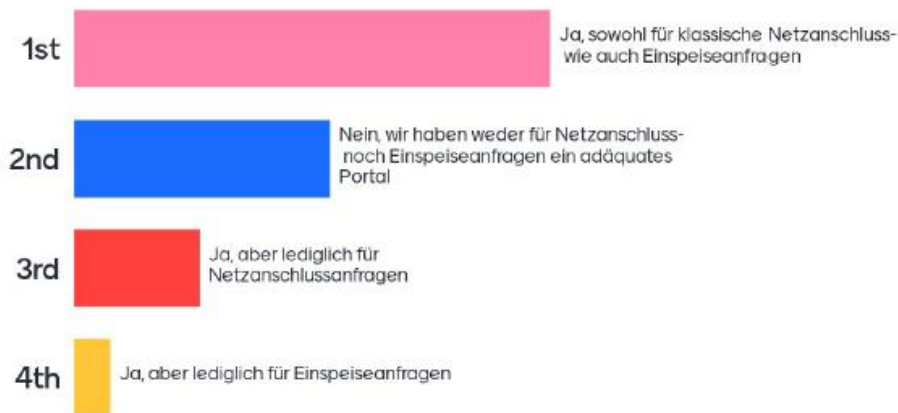 1st
Ja, sowohl für klassische Netzanschluss-
wie auch Einspeiseanfragen
2nd
Nein, wir haben weder für Netzanschluss-
noch Einspeiseanfragen ein adäquates
Portal
3rd
Ja, aber lediglich für
Netzanschlussanfragen
4th
Ja, aber lediglich für Einspeiseanfragen